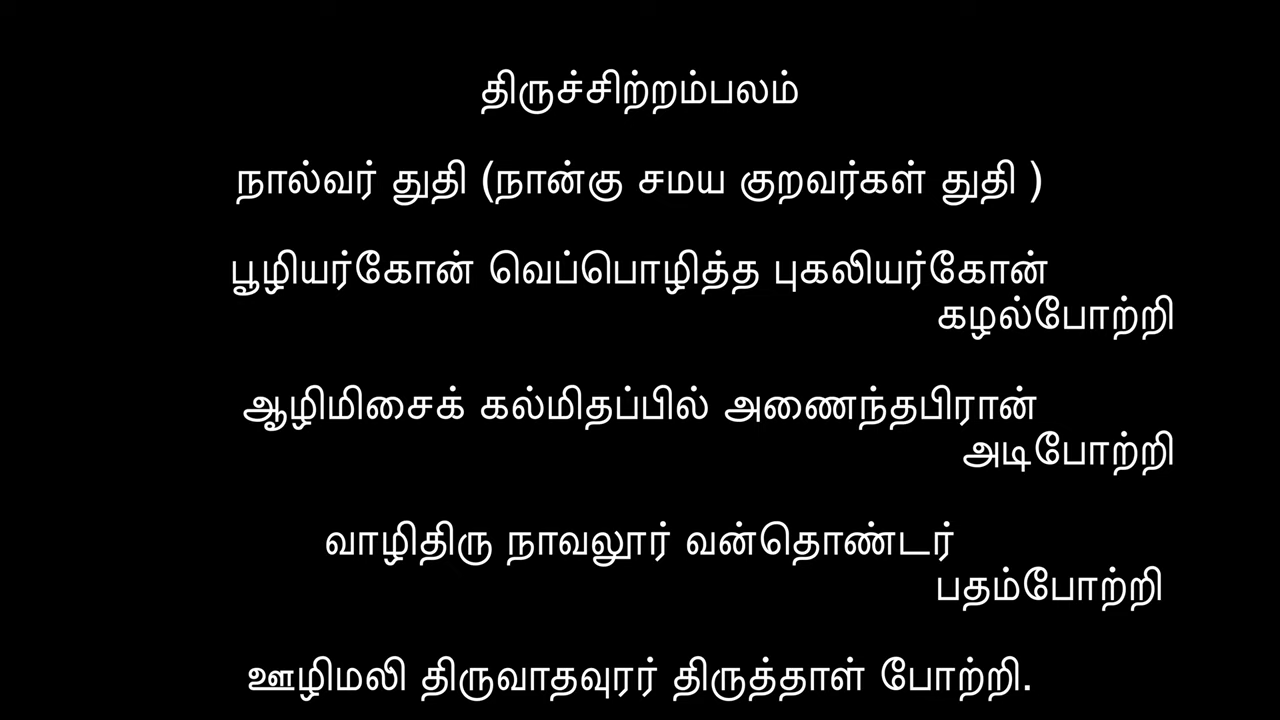 திருச்சிற்றம்பலம்
நால்வர் துதி (நான்கு சமய குறவர்கள் துதி )
பூழியர்கோன் வெப்பொழித்த புகலியர்கோன்
கழல்போற்றி
ஆழிமிசைக் கல்மிதப்பில் அணைந்தபிரான்
அடிபோற்றி
வாழிதிரு நாவலூர் வன்தொண்டர்
பதம்போற்றி
ஊழிமலி திருவாதவுரர் திருத்தாள் போற்றி.